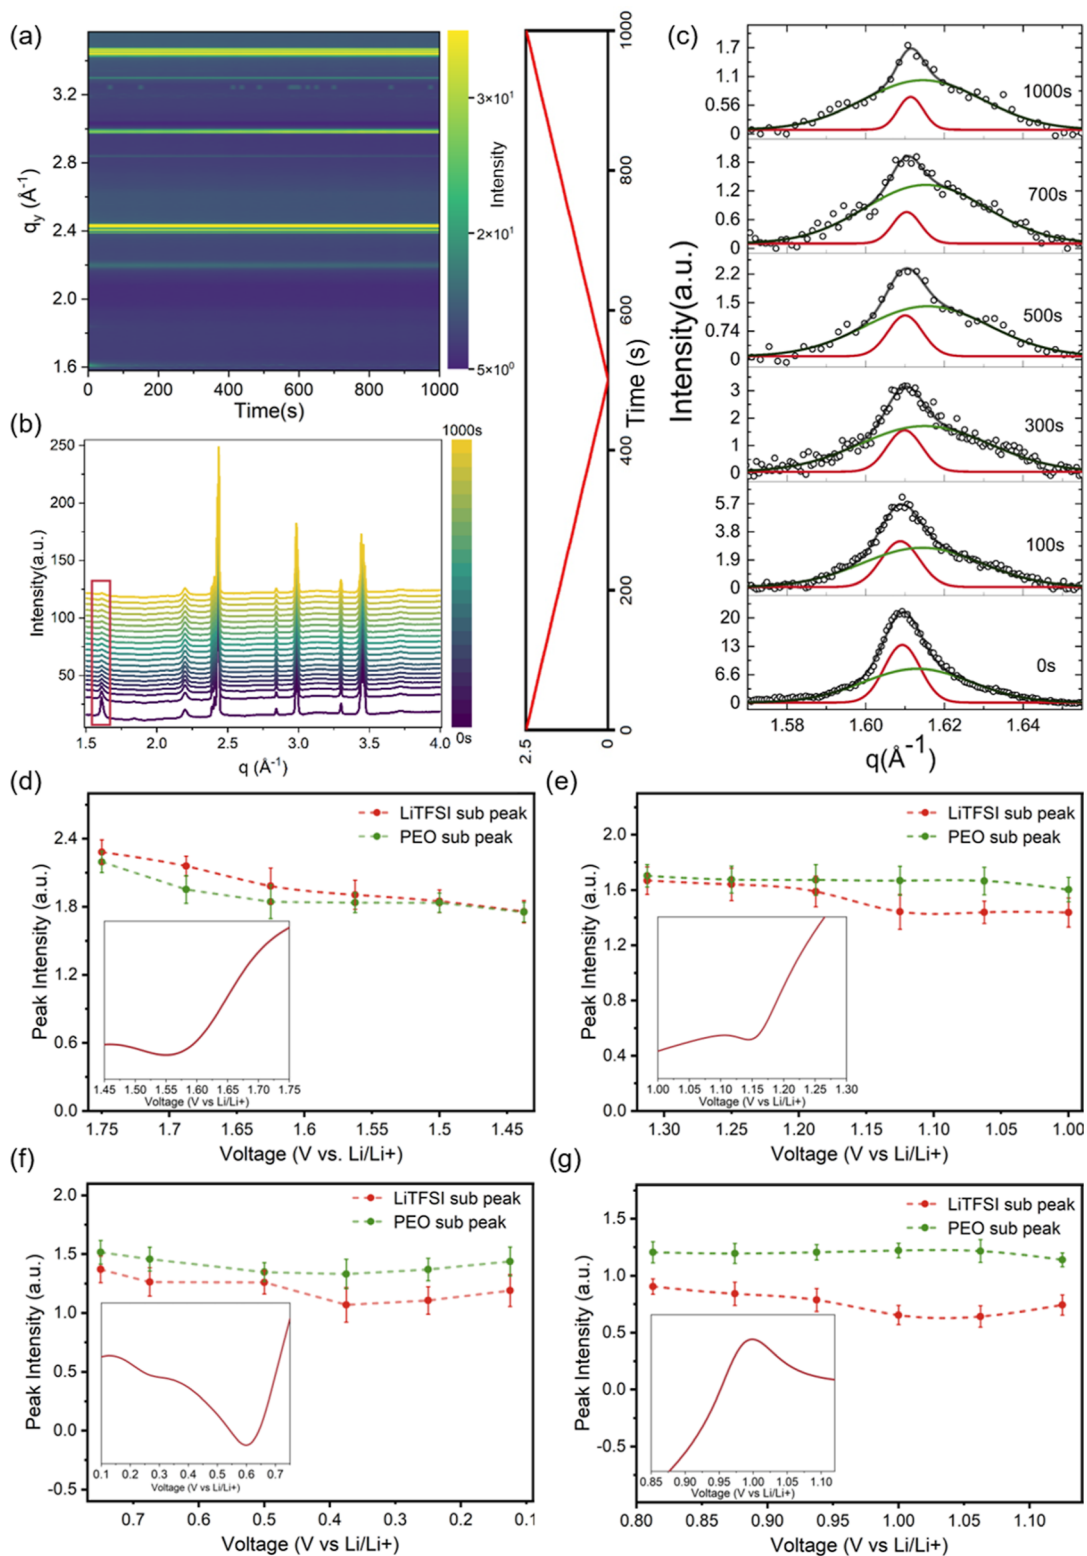 (a)
3.2
2.8
2.4
2.0
1.6
q_y (Å⁻¹)
0 200 400 600 800 1000
Time(s)
3x10¹
2x10¹
5x10⁰
Intensity
1000
800
600
400
200
0
Time (s)
2.5 0
(b)
250
200
150
100
50
Intensity(a.u.)
1.5 2.0 2.5 3.0 3.5 4.0
q (Å⁻¹)
1000s
0s
(c)
Intensity(a.u.)
1.7
1.1
0.56
0
1000s
1.8
1.2
0.6
0
700s
2.2
1.5
0.74
0
500s
3
2
1
0
300s
5.7
3.8
1.9
0
100s
20
13
6.6
0
0s
1.58 1.60 1.62 1.64
q(Å⁻¹)
(d)
LiTFSI sub peak
PEO sub peak
2.4
1.8
1.2
0.6
0.0
Peak Intensity (a.u.)
1.45 1.50 1.55 1.60 1.65 1.70 1.75
Voltage (V vs Li/Li+)
1.75 1.7 1.65 1.6 1.55 1.5 1.45
Voltage (V vs. Li/Li+)
(e)
LiTFSI sub peak
PEO sub peak
2.0
1.6
1.2
0.8
0.4
0.0
Peak Intensity (a.u.)
1.00 1.05 1.10 1.15 1.20 1.25 1.30
Voltage (V vs Li/Li+)
1.30 1.25 1.20 1.15 1.10 1.05 1.00
Voltage (V vs Li/Li+)
(f)
LiTFSI sub peak
PEO sub peak
2.0
1.5
1.0
0.5
0.0
-0.5
Peak Intensity (a.u.)
0.1 0.2 0.3 0.4 0.5 0.6 0.7
Voltage (V vs Li/Li+)
0.7 0.6 0.5 0.4 0.3 0.2 0.1
Voltage (V vs Li/Li+)
(g)
LiTFSI sub peak
PEO sub peak
1.5
1.0
0.5
0.0
-0.5
Peak Intensity (a.u.)
0.85 0.90 0.95 1.00 1.05 1.10
Voltage (V vs Li/Li+)
0.80 0.85 0.90 0.95 1.00 1.05 1.10
Voltage (V vs Li/Li+)